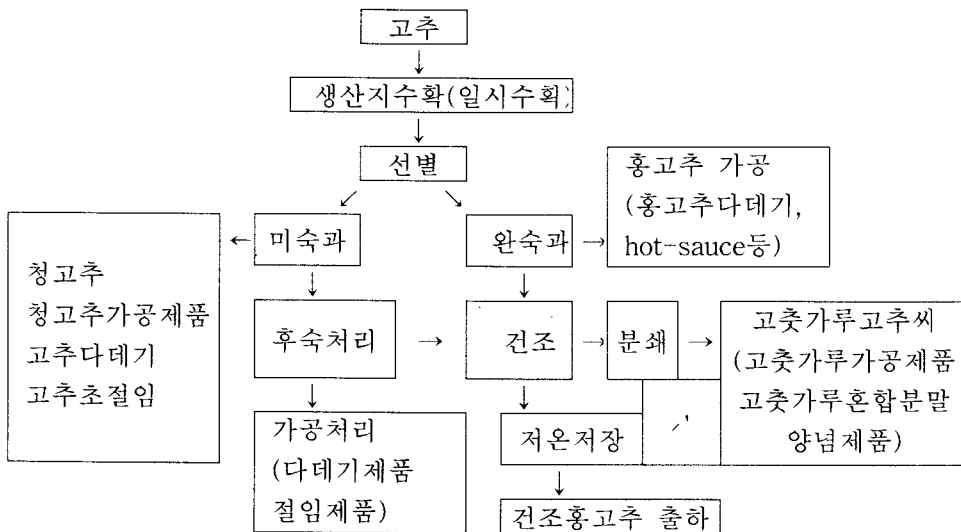 고추
↓
생산지수확(일시수획)
↓
선별
↙ ↘
홍고추 가공
(홍고추다데기,
hot-sauce등)
← 미숙과
완숙과 →
청고추
청고추가공제품
고추다데기
고추초절임
↓ ↓
후숙처리 → 건조 → 분쇄 →
고춧가루고추씨
(고춧가루가공제품
고춧가루혼합분말
양념제품)
↓ ↓
가공처리
(다데기제품
절임제품)
저온저장
↓
건조홍고추 출하